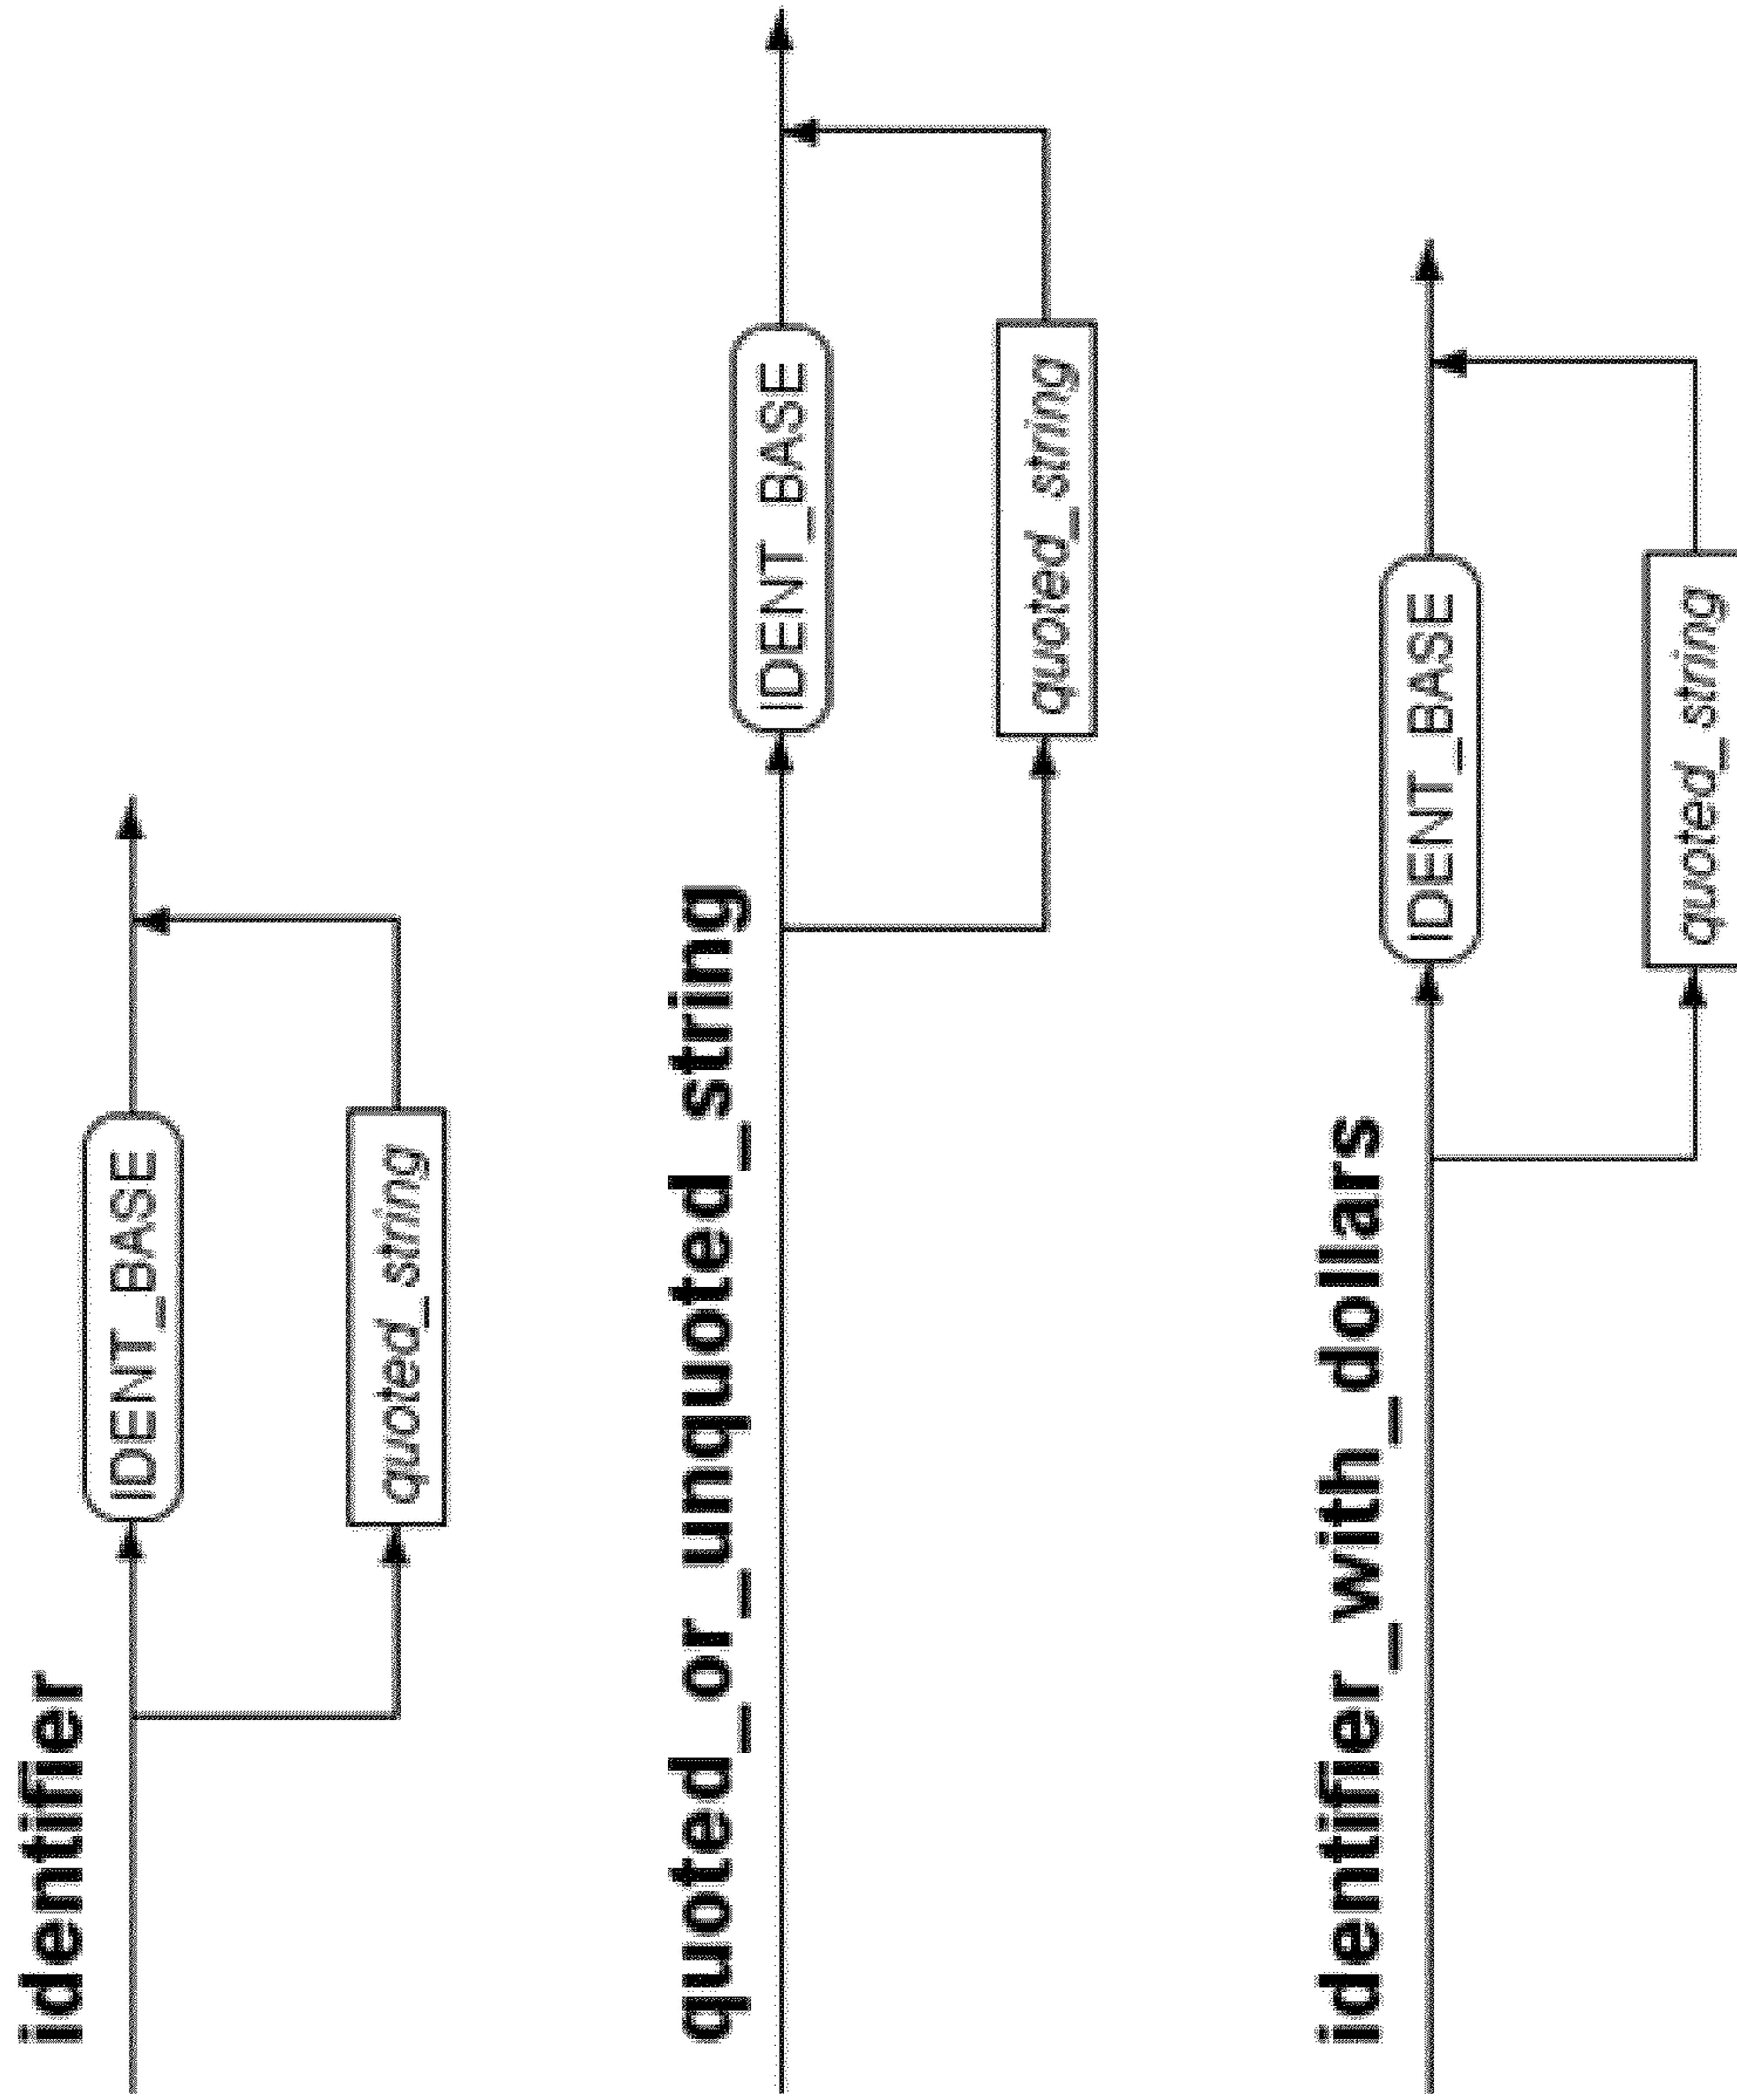 identifier
IDENT_BASE
quoted_string
quoted_or_unquoted_string
IDENT_BASE
quoted_string
identifier_with_dollars
IDENT_BASE
quoted_string